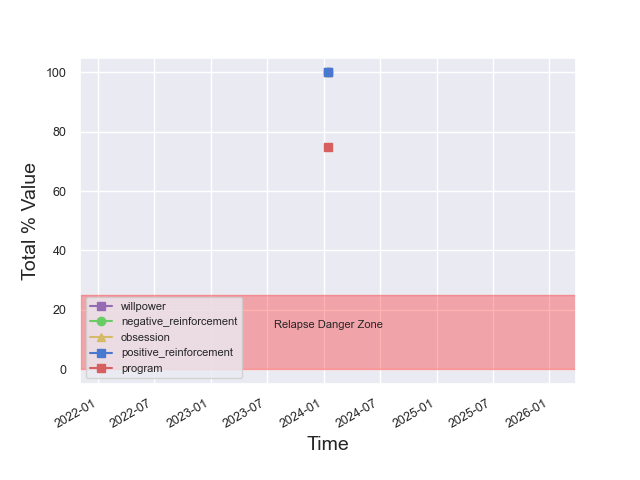 100
80
60
40
20
0
Total % Value
Relapse Danger Zone
willpower
negative_reinforcement
obsession
positive_reinforcement
program
2022-01
2022-07
2023-01
2023-07
2024-01
2024-07
2025-01
2025-07
2026-01
Time